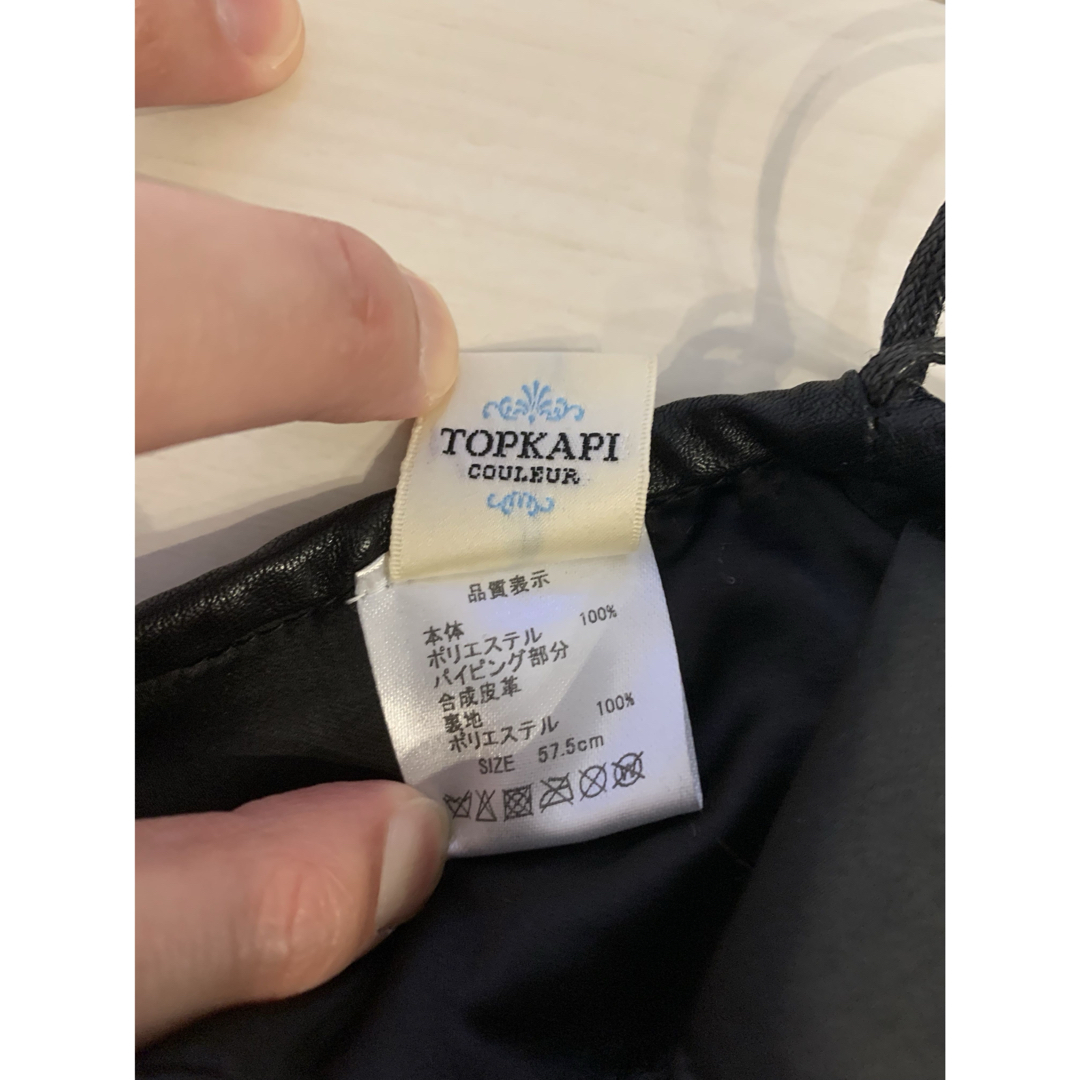 TOPKAPI
COULEUR
品質表示
本体
ポリエステル 100%
パイピング部分
合成皮革
裏地
ポリエステル 100%
SIZE 57.5cm